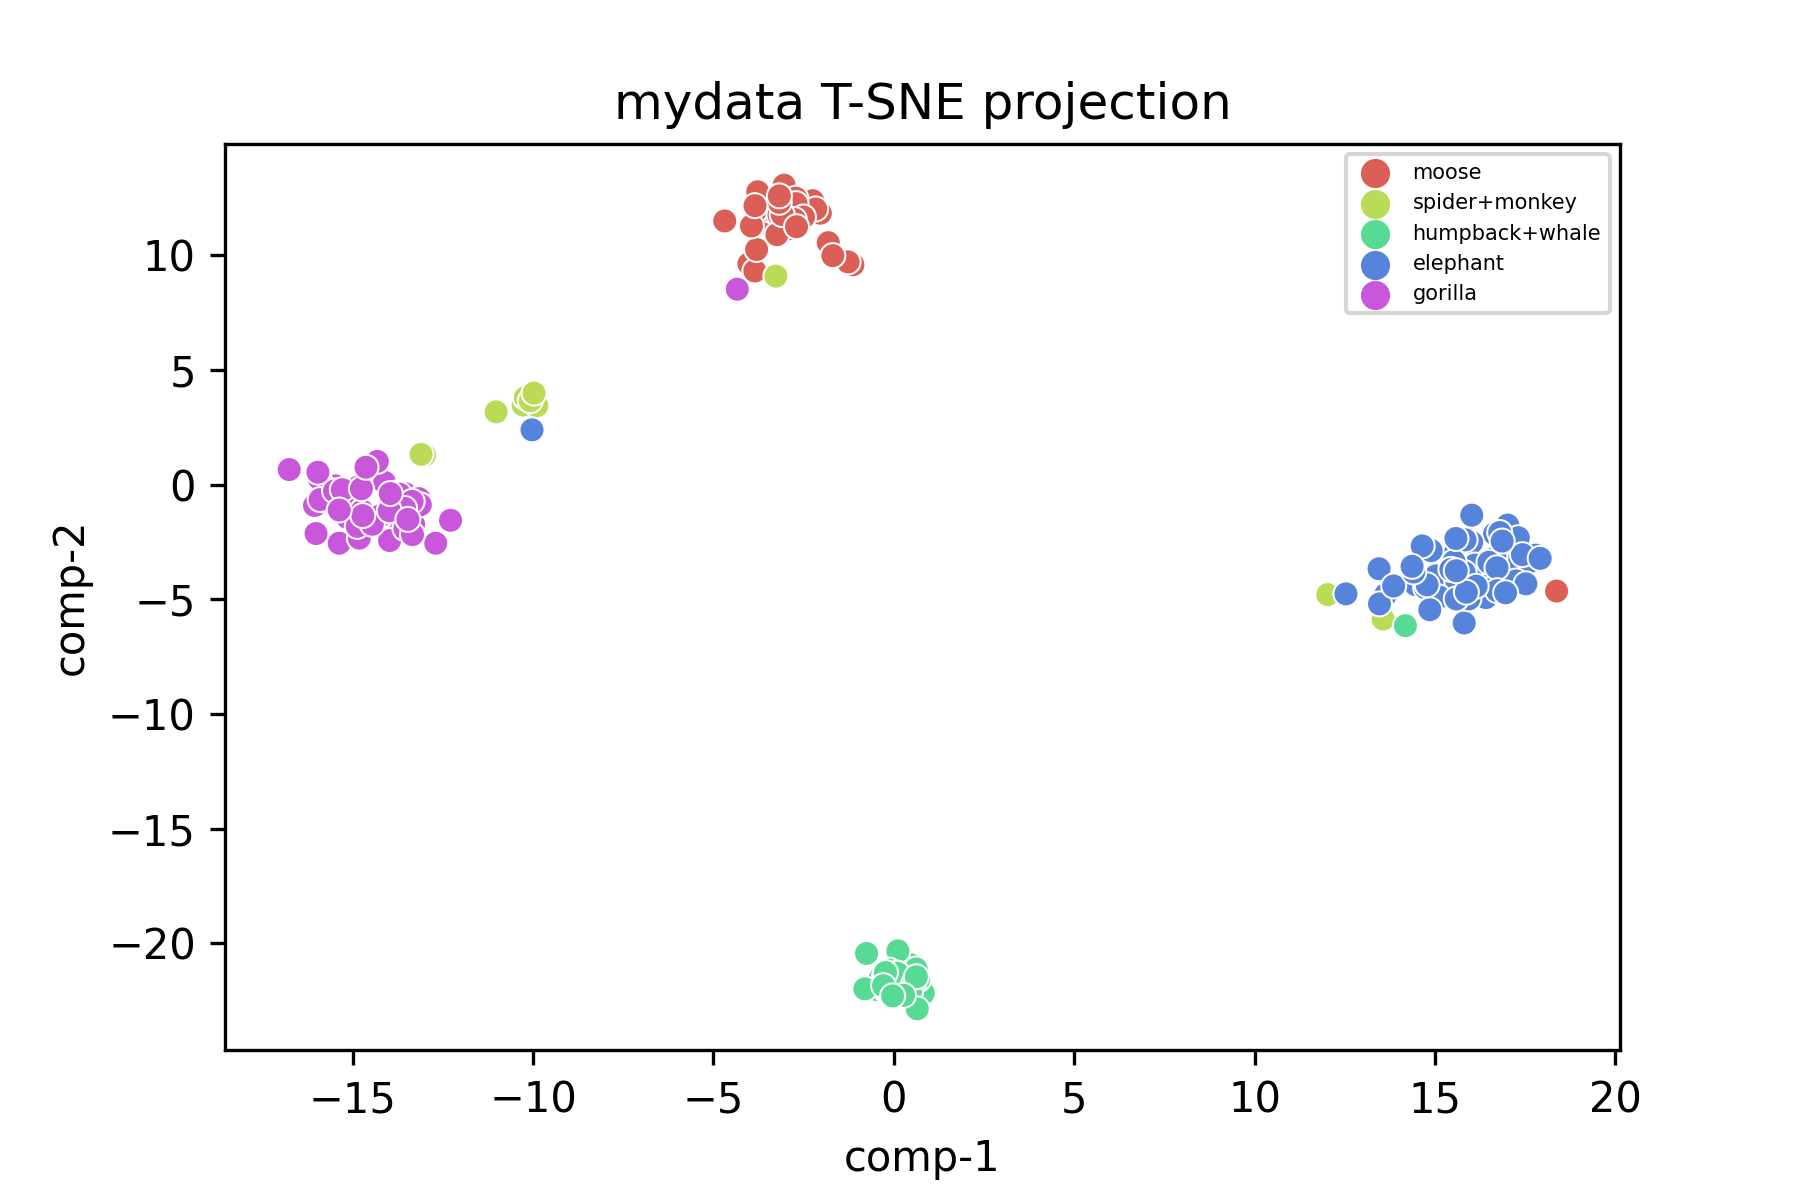 mydata T-SNE projection
moose
spider+monkey
humpback+whale
elephant
gorilla
10
5
0
−5
−10
−15
−20
comp-2
−15
−10
−5
0
5
10
15
20
comp-1